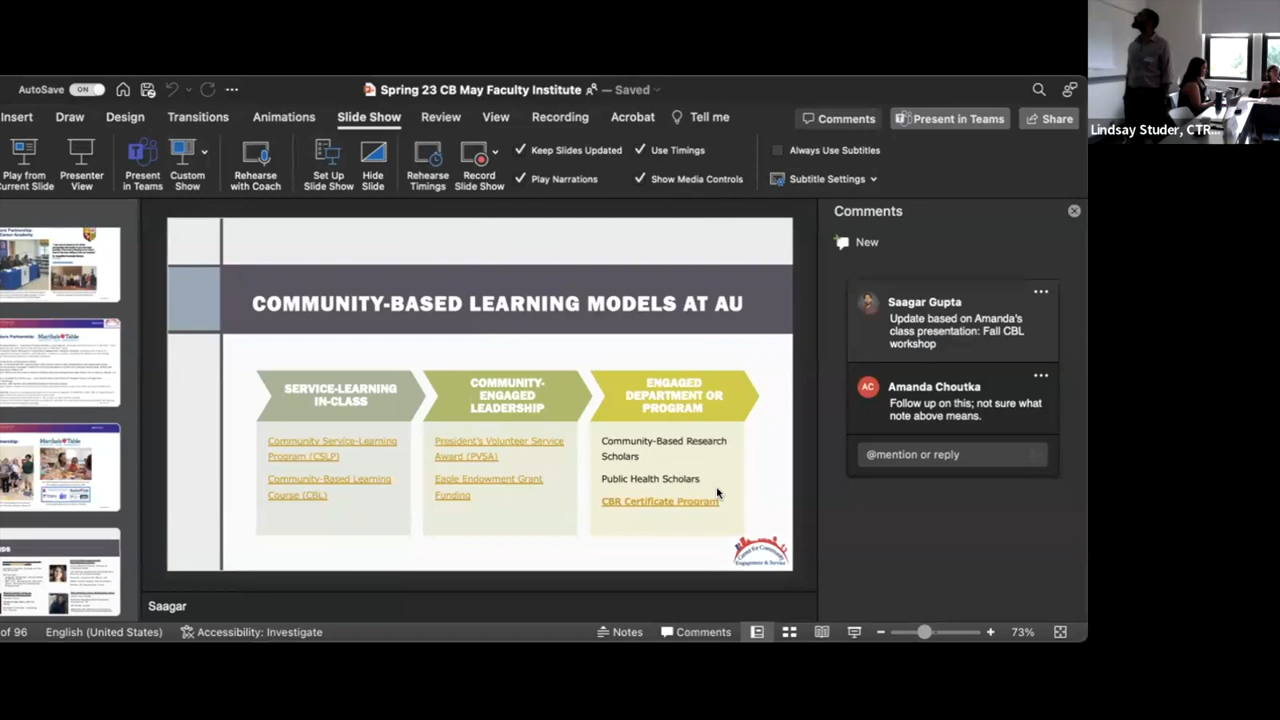 AutoSave ON
Spring 23 CB May Faculty Institute — Saved
Insert Draw Design Transitions Animations Slide Show Review View Recording Acrobat Tell me
Comments Present in Teams Share
Play from Current Slide
Presenter View
Present in Teams
Custom Show
Rehearse with Coach
Set Up Slide Show
Hide Slide
Rehearse Timings
Record Slide Show
Keep Slides Updated
Use Timings
Always Use Subtitles
Play Narrations
Show Media Controls
Subtitle Settings
Lindsay Studer, CTR...
COMMUNITY-BASED LEARNING MODELS AT AU
SERVICE-LEARNING
IN-CLASS
Community Service-Learning
Program (CSLP)
Community-Based Learning
Course (CBL)
COMMUNITY-
ENGAGED
LEADERSHIP
President's Volunteer Service
Award (PVSA)
Eagle Endowment Grant
Funding
ENGAGED
DEPARTMENT OR
PROGRAM
Community-Based Research
Scholars
Public Health Scholars
CBR Certificate Program
Center for Community
Engagement & Service
Comments
New
Saagar Gupta
Update based on Amanda's
class presentation: Fall CBL
workshop
AC
Amanda Choutka
Follow up on this; not sure what
note above means.
@mention or reply
Saagar
of 96 English (United States) Accessibility: Investigate
Notes Comments 73%